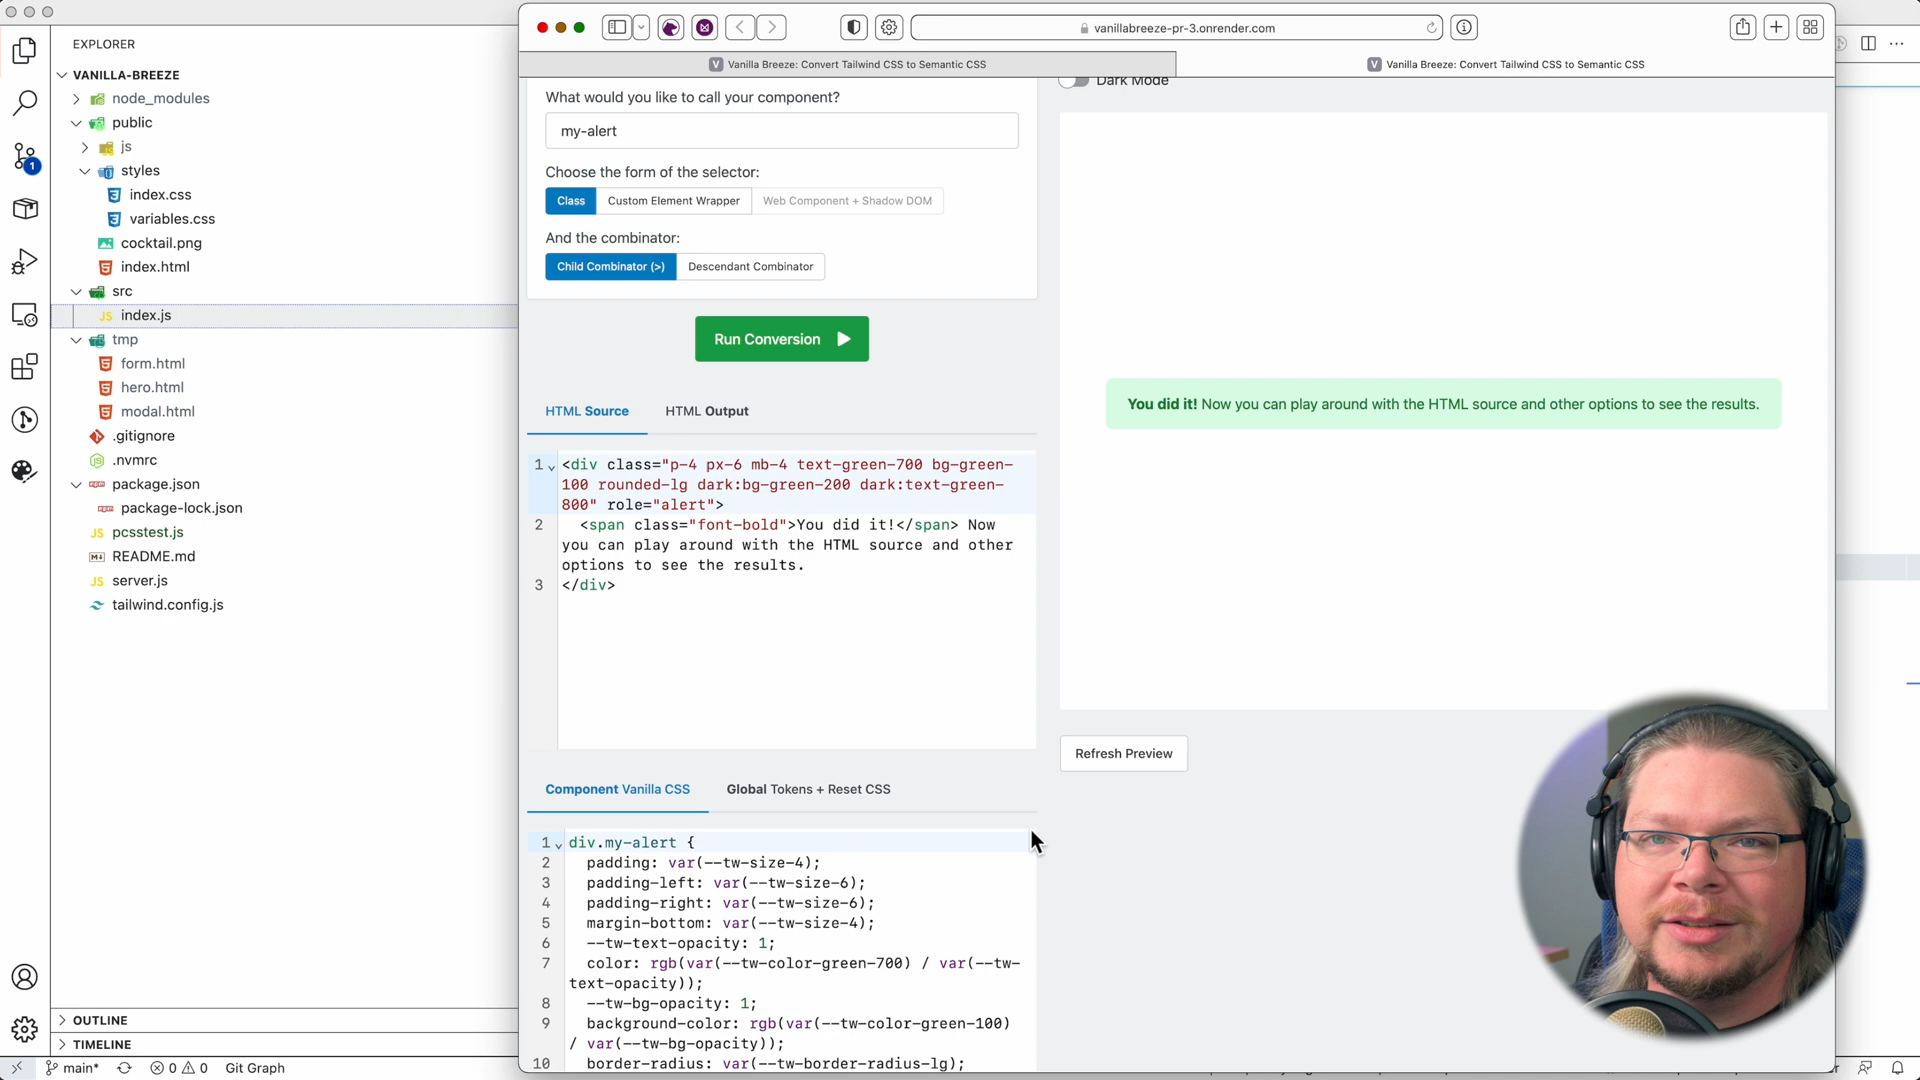 EXPLORER
VANILLA-BREEZE
node_modules
public
js
styles
index.css
variables.css
cocktail.png
index.html
src
JS index.js
tmp
form.html
hero.html
modal.html
.gitignore
.nvmrc
package.json
package-lock.json
JS pcsstest.js
README.md
JS server.js
tailwind.config.js
OUTLINE
TIMELINE
1
main*
0 0
Git Graph
vanillabreeze-pr-3.onrender.com
V Vanilla Breeze: Convert Tailwind CSS to Semantic CSS
V Vanilla Breeze: Convert Tailwind CSS to Semantic CSS
What would you like to call your component?
my-alert
Choose the form of the selector:
Class Custom Element Wrapper Web Component + Shadow DOM
And the combinator:
Child Combinator (>) Descendant Combinator
Run Conversion
HTML Source HTML Output
1 <div class="p-4 px-6 mb-4 text-green-700 bg-green-
100 rounded-lg dark:bg-green-200 dark:text-green-
800" role="alert">
2 <span class="font-bold">You did it!</span> Now
you can play around with the HTML source and other
options to see the results.
3 </div>
Component Vanilla CSS Global Tokens + Reset CSS
1 div.my-alert {
2 padding: var(--tw-size-4);
3 padding-left: var(--tw-size-6);
4 padding-right: var(--tw-size-6);
5 margin-bottom: var(--tw-size-4);
6 --tw-text-opacity: 1;
7 color: rgb(var(--tw-color-green-700) / var(--tw-
text-opacity));
8 --tw-bg-opacity: 1;
9 background-color: rgb(var(--tw-color-green-100)
/ var(--tw-bg-opacity));
10 border-radius: var(--tw-border-radius-lg);
Dark Mode
You did it! Now you can play around with the HTML source and other options to see the results.
Refresh Preview